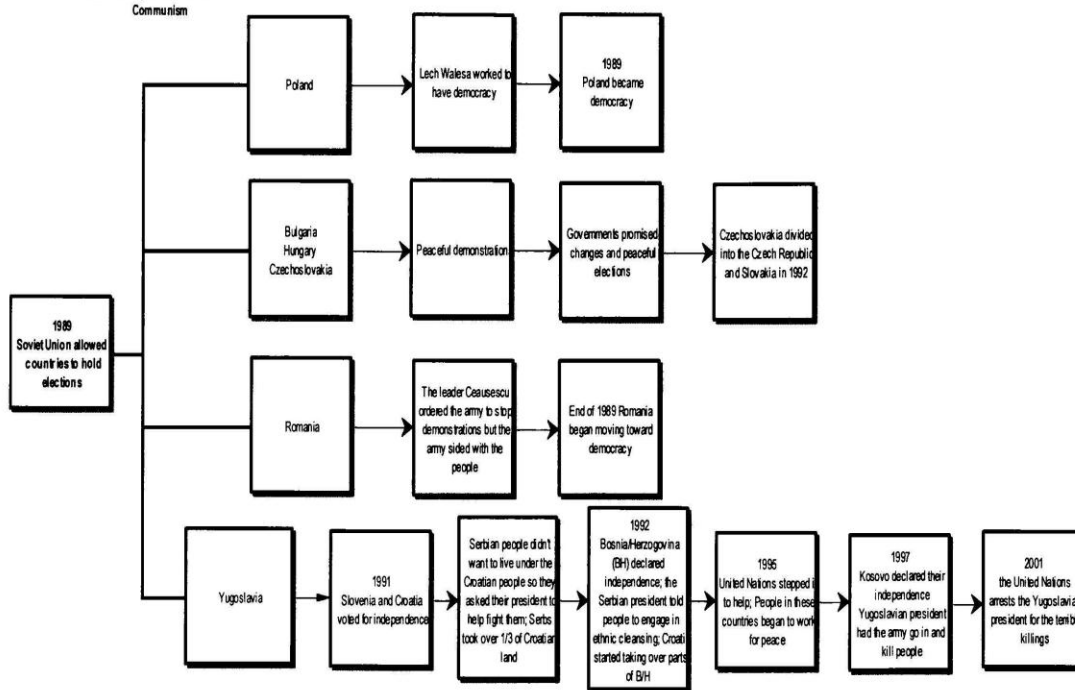 Communism
Poland
Lech Walesa worked to
have democracy
1989
Poland became
democracy
Bulgaria
Hungary
Czechoslovakia
Peaceful demonstration
Governments promised
changes and peaceful
elections
Czechoslovakia divided
into the Czech Republic
and Slovakia in 1992
1989
Soviet Union allowed
countries to hold
elections
Romania
The leader Ceausescu
ordered the army to stop
demonstrations but the
army sided with the
people
End of 1989 Romania
began moving toward
democracy
Yugoslavia
1991
Slovenia and Croatia
voted for independence
Serbian people didn't
want to live under the
Croatian people so they
asked their president to
help fight them; Serbs
took over 1/3 of Croatian
land
1992
Bosnia/Herzogovina
(BH) declared
independence; the
Serbian president told
people to engage in
ethnic cleansing; Croati
started taking over parts
of B/H
1995
United Nations stepped i
to help; People in these
countries began to work
for peace
1997
Kosovo declared their
independence
Yugoslavian president
had the army go in and
kill people
2001
the United Nations
arrests the Yugoslavia
president for the terrib
killings